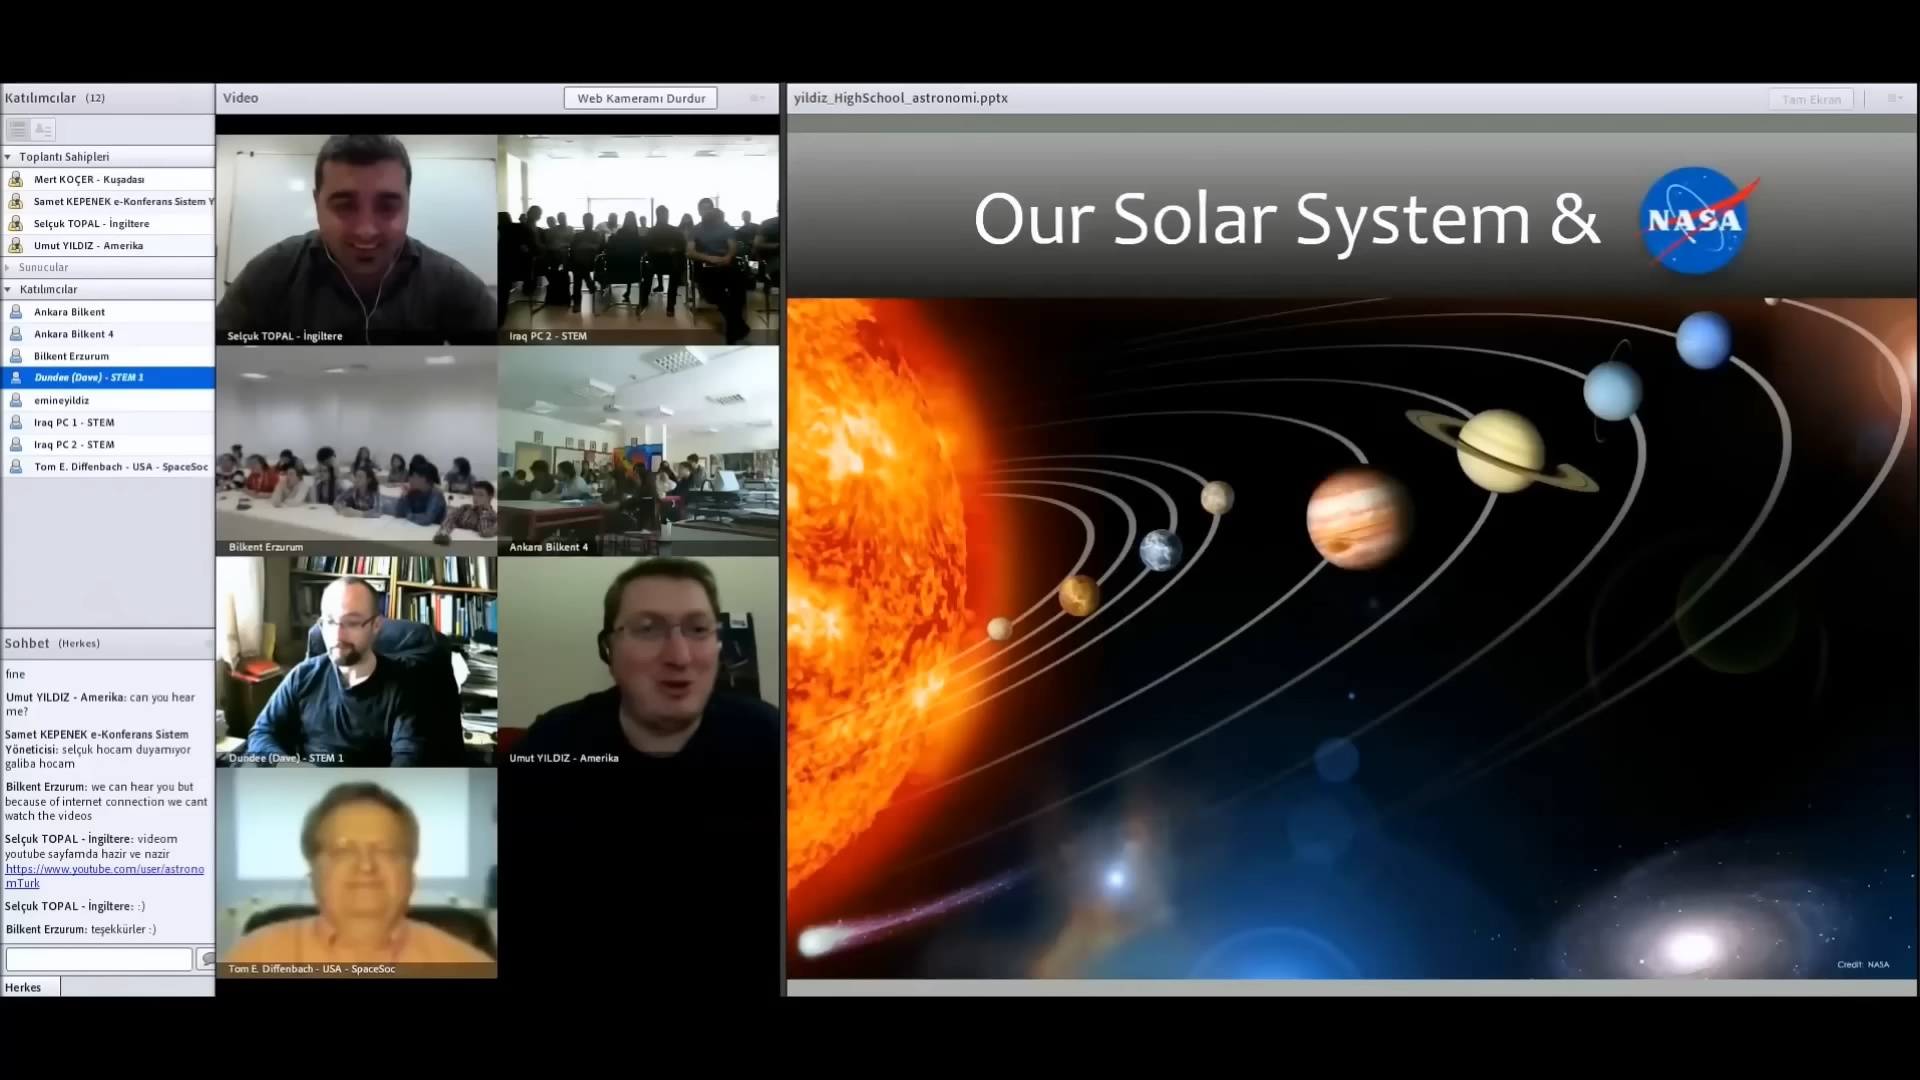 Katılımcılar (12)
Toplantı Sahipleri
Mert KOÇER - Kuşadası
Samet KEPENEK e-Konferans Sistem Y
Selçuk TOPAL - İngiltere
Umut YILDIZ - Amerika
Sunucular
Katılımcılar
Ankara Bilkent
Ankara Bilkent 4
Bilkent Erzurum
Dundee (Dave) - STEM 1
emineyildiz
Iraq PC 1 - STEM
Iraq PC 2 - STEM
Tom E. Diffenbach - USA - SpaceSoc
Sohbet (Herkes)
fine
Umut YILDIZ - Amerika: can you hear
me?
Samet KEPENEK e-Konferans Sistem
Yöneticisi: selçuk hocam duyamıyor
galiba hocam
Bilkent Erzurum: we can hear you but
because of internet connection we cant
watch the videos
Selçuk TOPAL - İngiltere: videom
youtube sayfamda hazir ve nazir
https://www.youtube.com/user/astrono
mTurk
Selçuk TOPAL - İngiltere: :)
Bilkent Erzurum: teşekkürler :)
Herkes
Video
Web Kameramı Durdur
Selçuk TOPAL - İngiltere
Iraq PC 2 - STEM
Bilkent Erzurum
Ankara Bilkent 4
Dundee (Dave) - STEM 1
Umut YILDIZ - Amerika
Tom E. Diffenbach - USA - SpaceSoc
yildiz_HighSchool_astronomi.pptx
Tam Ekran
Our Solar System &
NASA
Credit: NASA